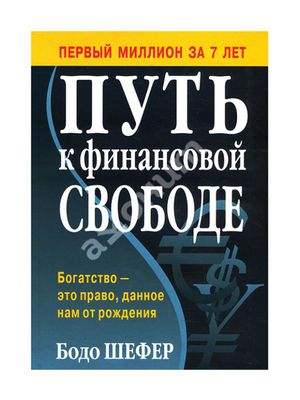 ПЕРВЫЙ МИЛЛИОН ЗА 7 ЛЕТ
ПУТЬ
к финансовой
СВОБОДЕ
Богатство –
это право, данное
нам от рождения
Бодо ШЕФЕР